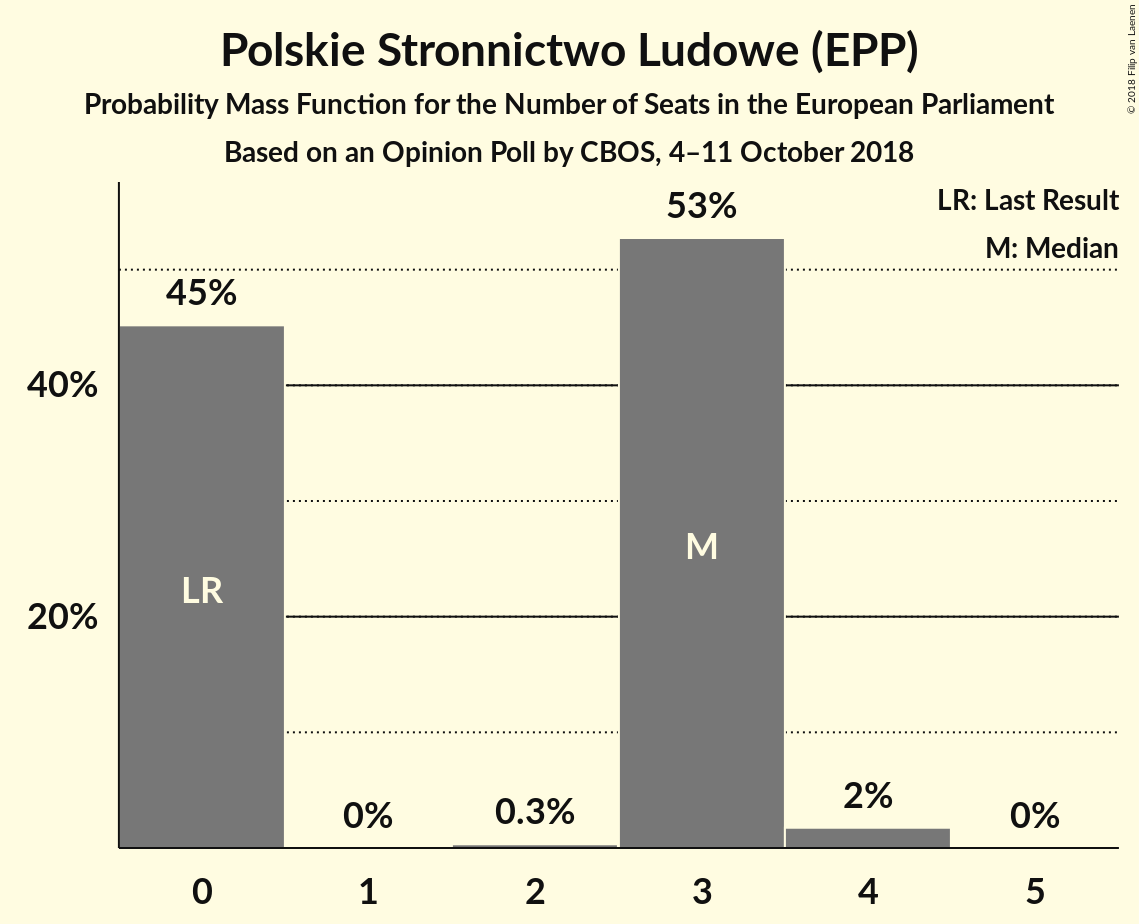 Polskie Stronnictwo Ludowe (EPP)
Probability Mass Function for the Number of Seats in the European Parliament
Based on an Opinion Poll by CBOS, 4–11 October 2018
© 2018 Filip van Laenen
LR: Last Result
M: Median
53%
45%
40%
LR
M
20%
0%
0.3%
2%
0%
0
1
2
3
4
5